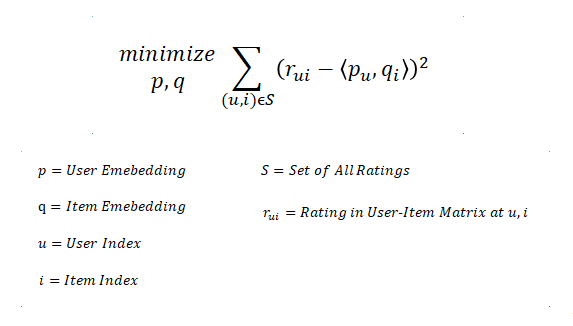 minimize
p, q
∑ (r_ui − ⟨p_u, q_i⟩)²
(u,i)ϵS
p = User Emebedding
S = Set of All Ratings
q = Item Emebedding
r_ui = Rating in User-Item Matrix at u, i
u = User Index
i = Item Index